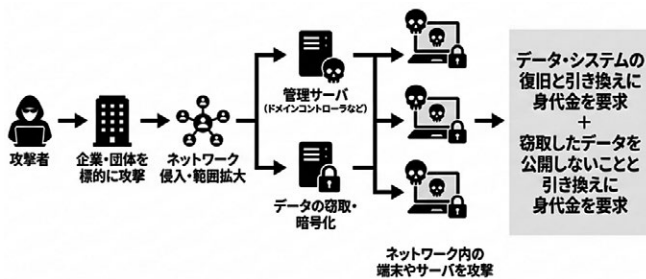 攻撃者
企業・団体を
標的に攻撃
ネットワーク
侵入・範囲拡大
管理サーバ
(ドメインコントローラなど)
データの窃取・
暗号化
ネットワーク内の
端末やサーバを攻撃
データ・システムの
復旧と引き換えに
身代金を要求
+
窃取したデータを
公開しないことと
引き換えに
身代金を要求